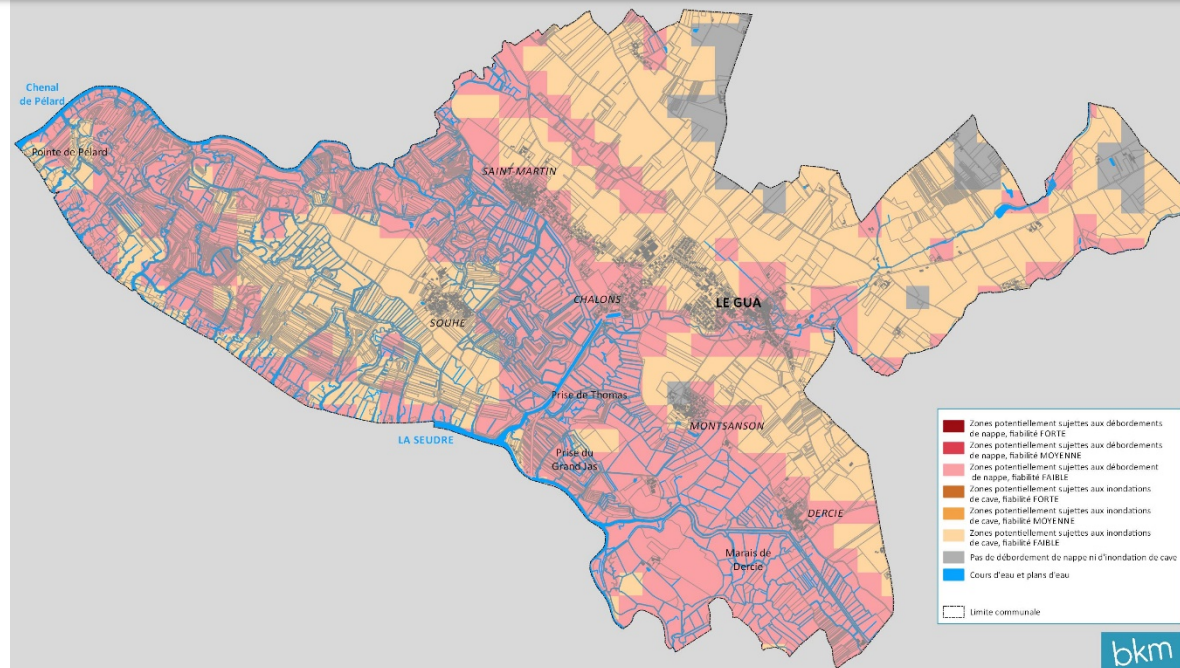 Chenal
de Pélard
Pointe de Pélard
SAINT-MARTIN
CHALONS
LE GUA
SOUHE
Prise de Thomas
MONTSANSON
LA SEUDRE
Prise du
Grand Jas
DERCIE
Marais de
Dercie
Zones potentiellement sujettes aux débordements
de nappe, fiabilité FORTE
Zones potentiellement sujettes aux débordements
de nappe, fiabilité MOYENNE
Zones potentiellement sujettes aux débordement
de nappe, fiabilité FAIBLE
Zones potentiellement sujettes aux inondations
de cave, fiabilité FORTE
Zones potentiellement sujettes aux inondations
de cave, fiabilité MOYENNE
Zones potentiellement sujettes aux inondations
de cave, fiabilité FAIBLE
Pas de débordement de nappe ni d'inondation de cave
Cours d'eau et plans d'eau
Limite communale
bkm